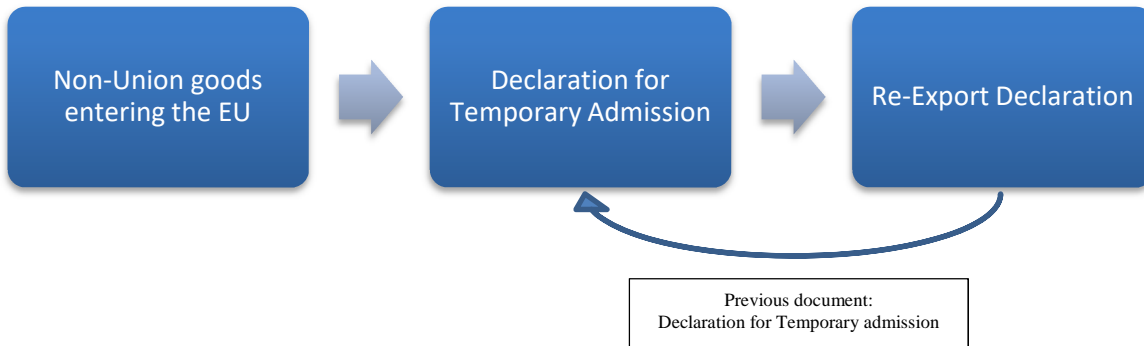 Non-Union goods
entering the EU
Declaration for
Temporary Admission
Re-Export Declaration
Previous document:
Declaration for Temporary admission